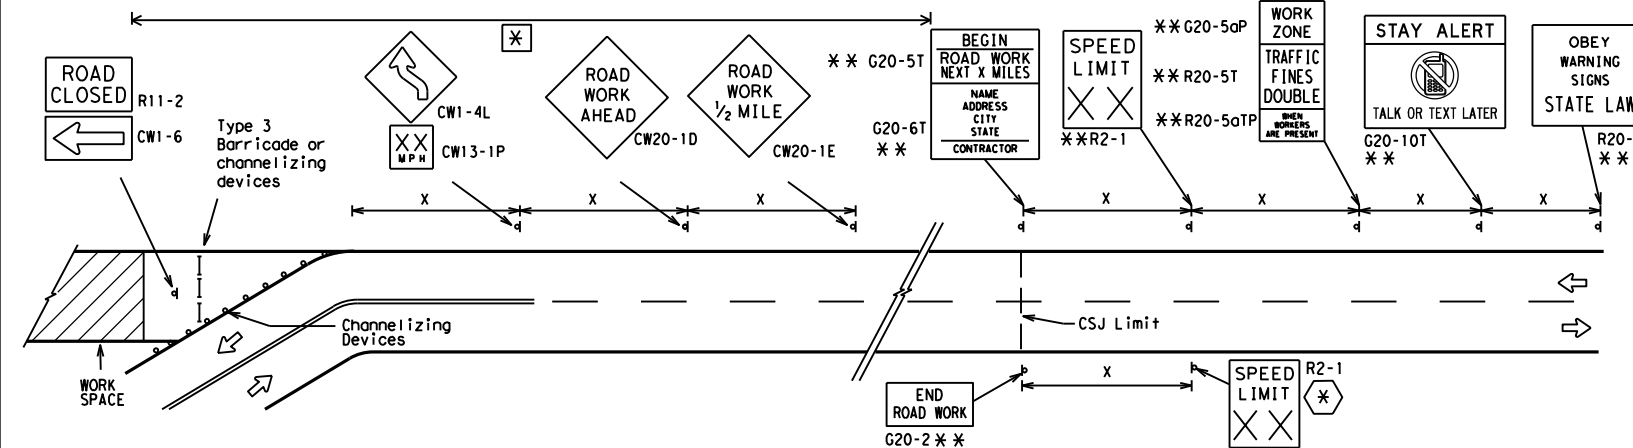 ROAD
CLOSED
R11-2
CW1-6
Type 3
Barricade or
channelizing
devices
*
CW1-4L
XX
MPH
CW13-1P
ROAD
WORK
AHEAD
CW20-1D
ROAD
WORK
1/2 MILE
CW20-1E
** G20-5T
BEGIN
ROAD WORK
NEXT X MILES
NAME
ADDRESS
CITY
STATE
CONTRACTOR
G20-6T
**
SPEED
LIMIT
XX
**R2-1
**G20-5aP
WORK
ZONE
**R20-5T
TRAFFIC
FINES
DOUBLE
**R20-5aTP
WHEN
WORKERS
ARE PRESENT
STAY ALERT
TALK OR TEXT LATER
G20-10T
**
OBEY
WARNING
SIGNS
STATE LAW
R20-
**
X
X
X
X
X
X
X
Channelizing
Devices
CSJ Limit
WORK
SPACE
END
ROAD WORK
G20-2**
X
SPEED
LIMIT
XX
R2-1
*